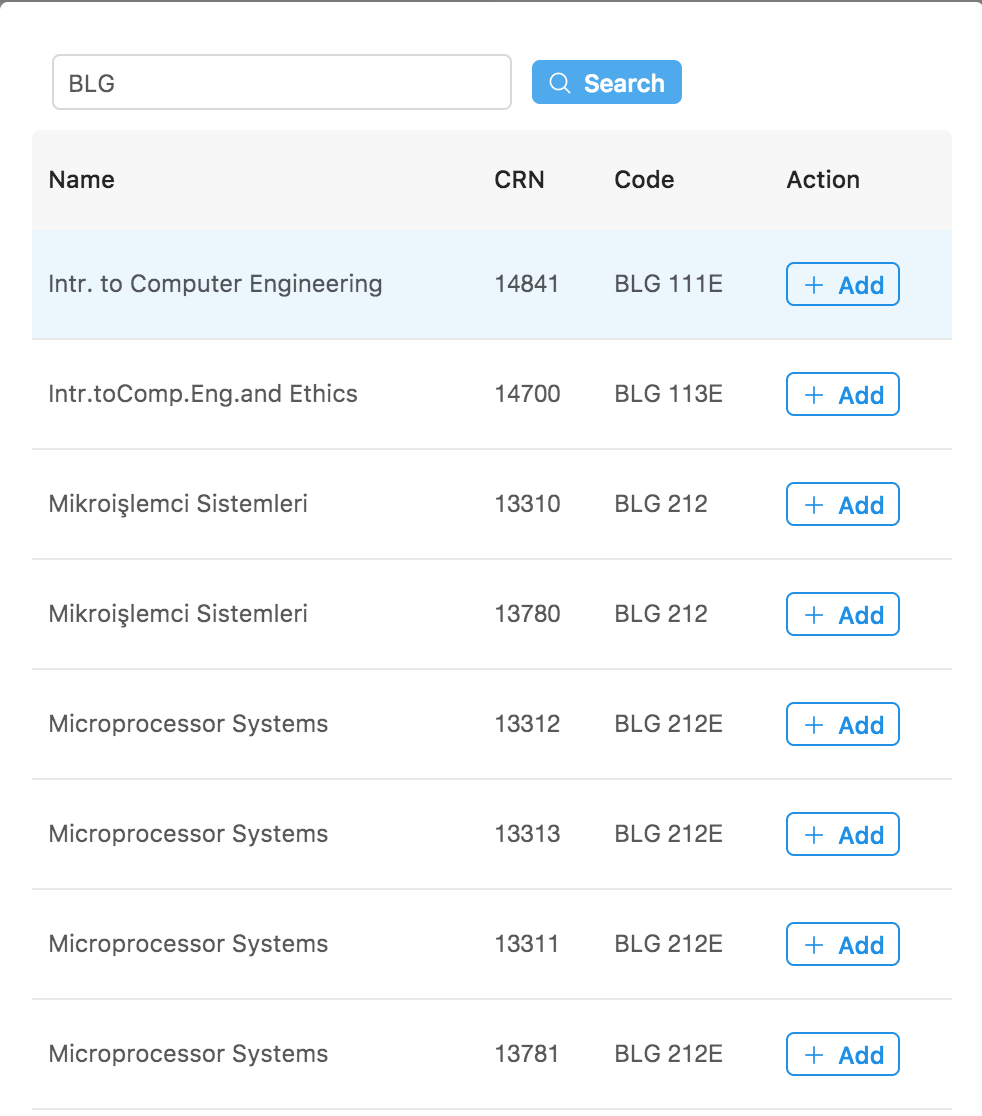 BLG
Search
Name CRN Code Action
Intr. to Computer Engineering 14841 BLG 111E + Add
Intr.toComp.Eng.and Ethics 14700 BLG 113E + Add
Mikroişlemci Sistemleri 13310 BLG 212 + Add
Mikroişlemci Sistemleri 13780 BLG 212 + Add
Microprocessor Systems 13312 BLG 212E + Add
Microprocessor Systems 13313 BLG 212E + Add
Microprocessor Systems 13311 BLG 212E + Add
Microprocessor Systems 13781 BLG 212E + Add